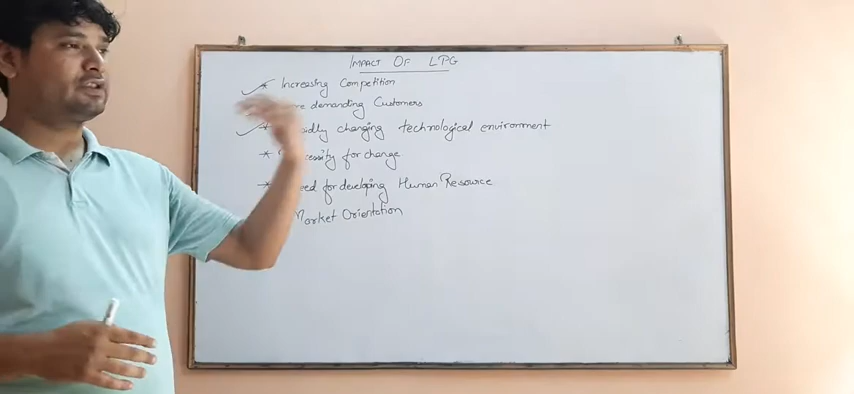 IMPACT OF LPG
* Increasing Competition
demanding Customers
changing technological environment
* for change
* for developing Human Resource
Market Orientation